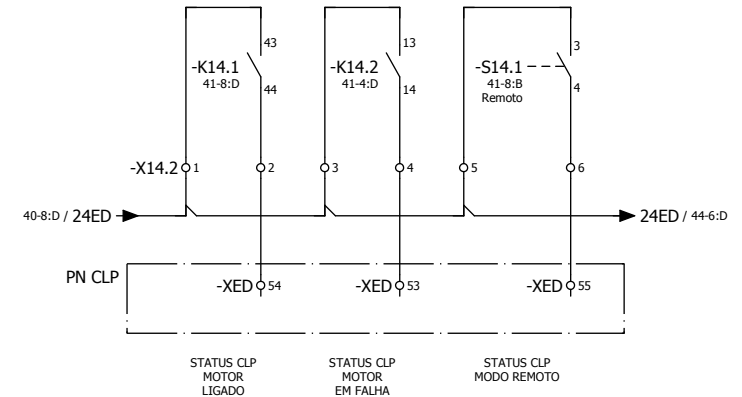 43
13
3
-K14.1
-K14.2
-S14.1
41-8:D
41-4:D
41-8:B
44
14
Remoto
4
-X14.2 1 2 3 4 5 6
40-8:D / 24ED
24ED / 44-6:D
PN CLP
-XED 54
-XED 53
-XED 55
STATUS CLP
MOTOR
LIGADO
STATUS CLP
MOTOR
EM FALHA
STATUS CLP
MODO REMOTO